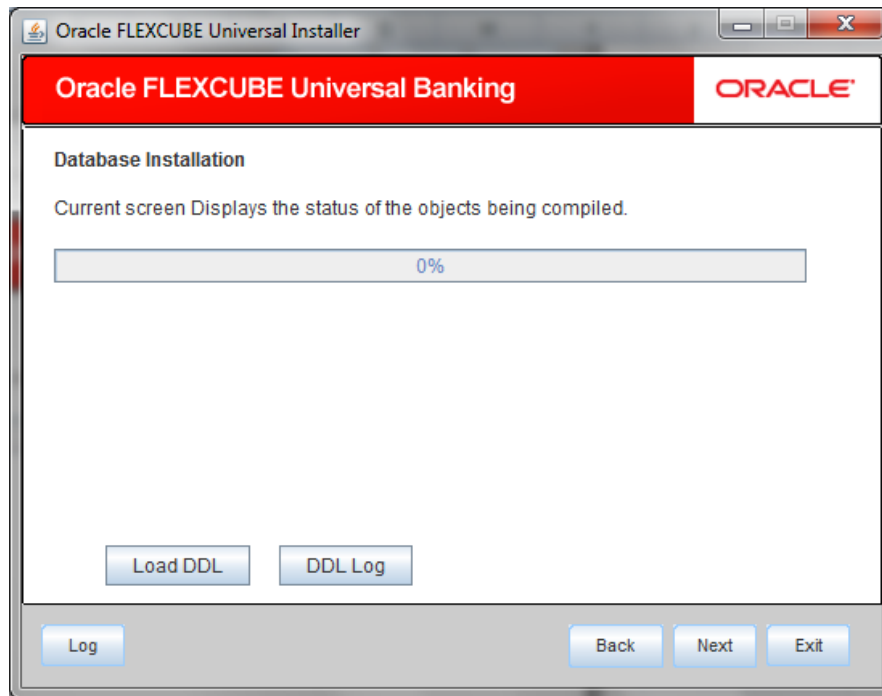 Oracle FLEXCUBE Universal Installer
Oracle FLEXCUBE Universal Banking
ORACLE
Database Installation
Current screen Displays the status of the objects being compiled.
0%
Load DDL DDL Log
Log Back Next Exit